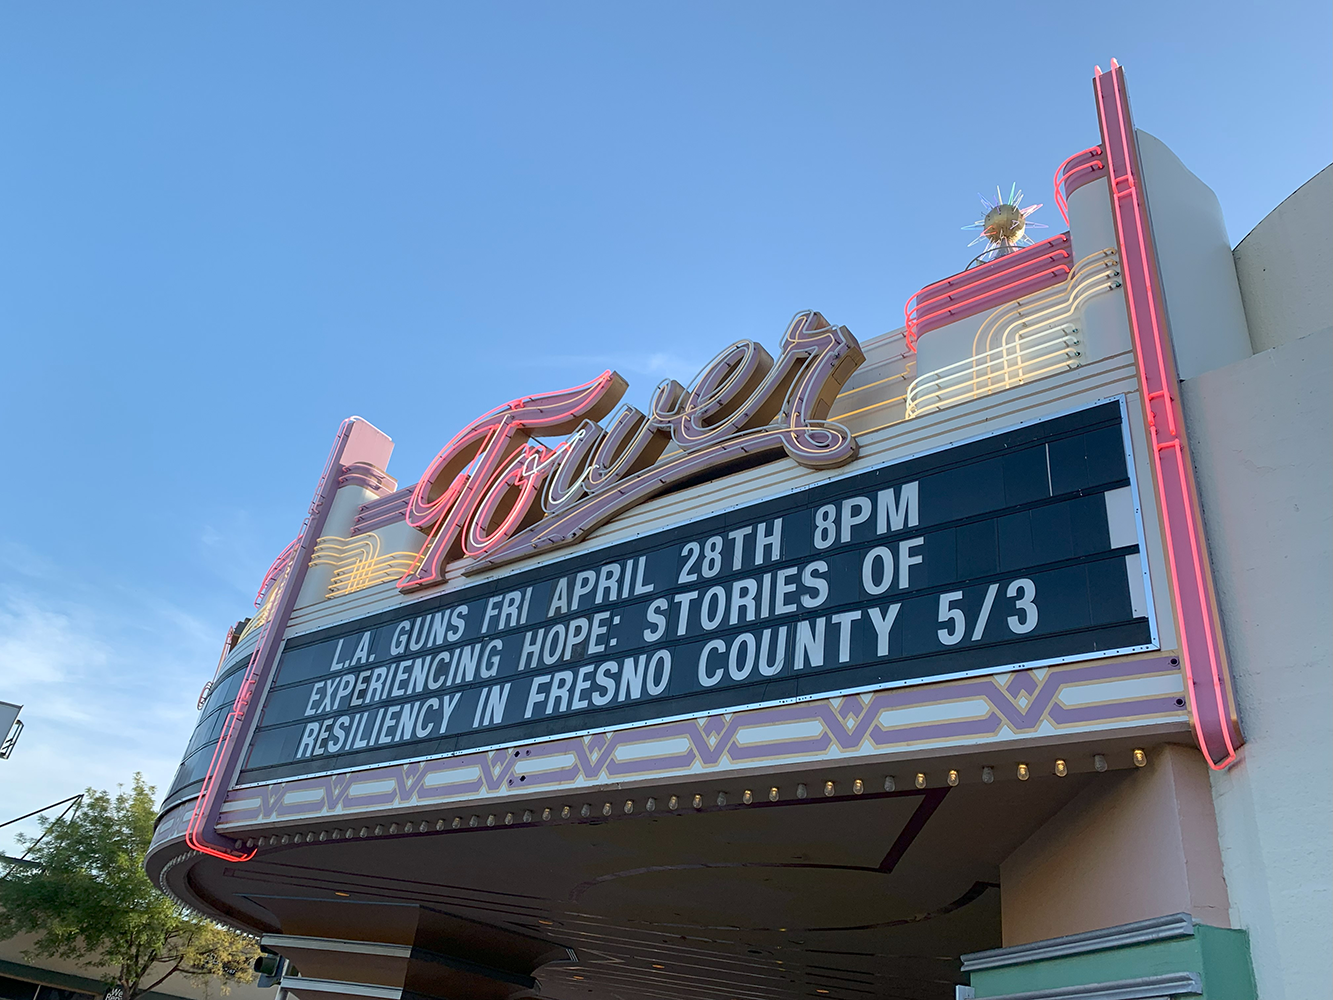 Tower
L.A. GUNS FRI APRIL 28TH 8PM
EXPERIENCING HOPE: STORIES OF
RESILIENCY IN FRESNO COUNTY 5/3